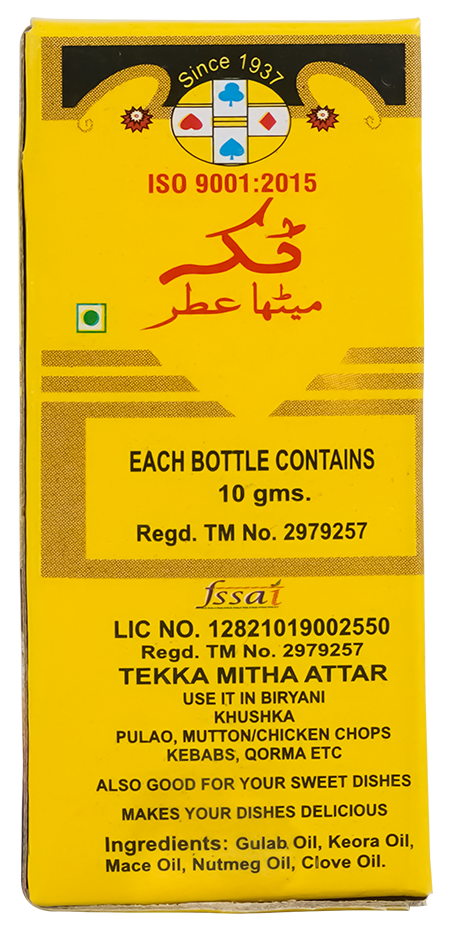 Since 1937
ISO 9001:2015
ٹکہ
میٹھا عطر
EACH BOTTLE CONTAINS
10 gms.
Regd. TM No. 2979257
fssai
LIC NO. 12821019002550
Regd. TM No. 2979257
TEKKA MITHA ATTAR
USE IT IN BIRYANI
KHUSHKA
PULAO, MUTTON/CHICKEN CHOPS
KEBABS, QORMA ETC
ALSO GOOD FOR YOUR SWEET DISHES
MAKES YOUR DISHES DELICIOUS
Ingredients: Gulab Oil, Keora Oil,
Mace Oil, Nutmeg Oil, Clove Oil.